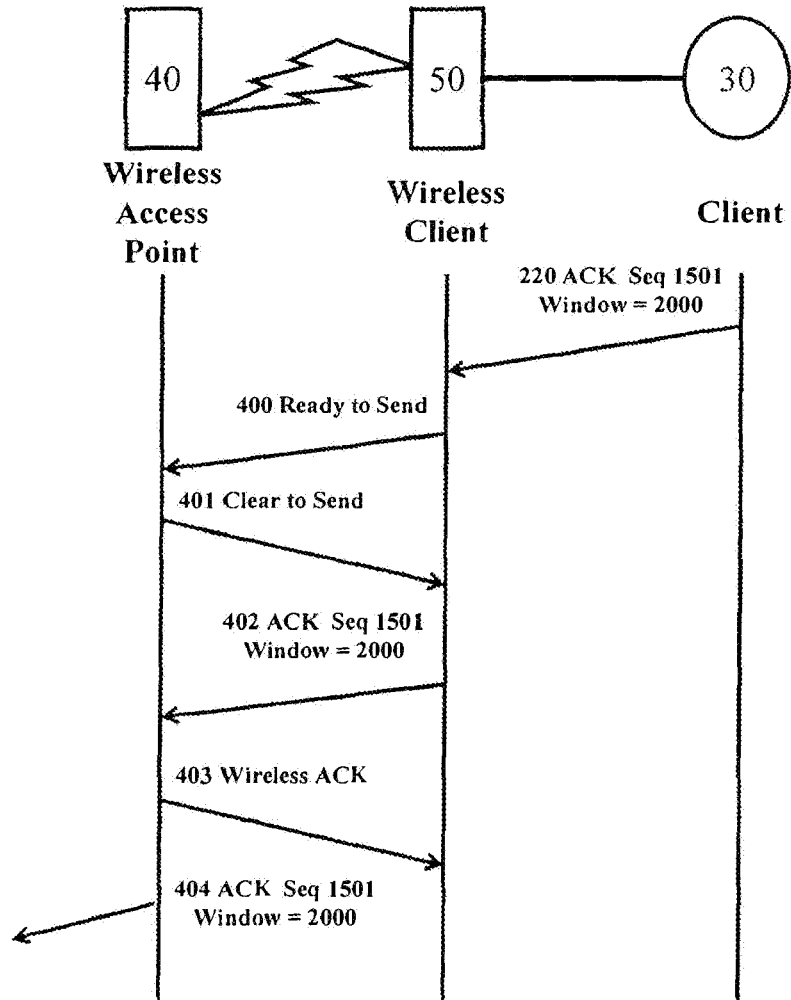 40
50
30
Wireless
Access
Point
Wireless
Client
Client
220 ACK Seq 1501
Window = 2000
400 Ready to Send
401 Clear to Send
402 ACK Seq 1501
Window = 2000
403 Wireless ACK
404 ACK Seq 1501
Window = 2000